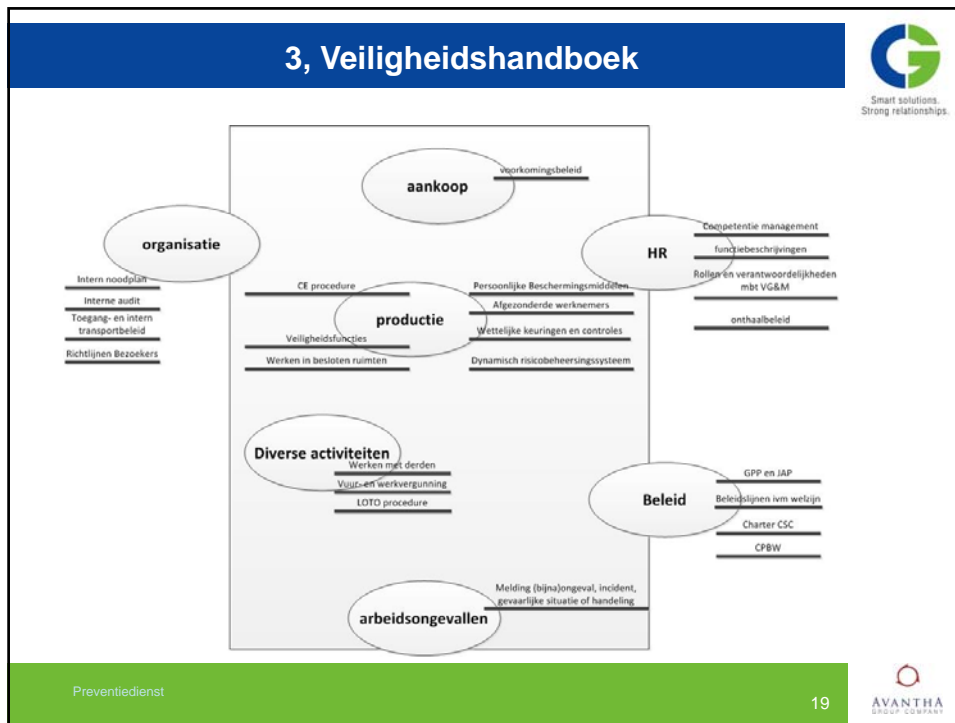 3, Veiligheidshandboek
Smart solutions.
Strong relationships.
aankoop
voorkomingsbeleid
organisatie
Intern noodplan
Interne audit
Toegang- en intern
transportbeleid
Richtlijnen Bezoekers
HR
Competentie management
functiebeschrijvingen
Rollen en verantwoordelijkheden
mbt VG&M
onthaalbeleid
productie
CE procedure
Veiligheidsfuncties
Werken in besloten ruimten
Persoonlijke Beschermingsmiddelen
Afgezonderde werknemers
Wettelijke keuringen en controles
Dynamisch risicobeheersingssysteem
Diverse activiteiten
Werken met derden
Vuur- en werkvergunning
LOTO procedure
Beleid
GPP en JAP
Beleidslijnen ivm welzijn
Charter CSC
CPBW
arbeidsongevallen
Melding (bijna)ongeval, incident,
gevaarlijke situatie of handeling
Preventiedienst
19
AVANTHA
GROUP COMPANY